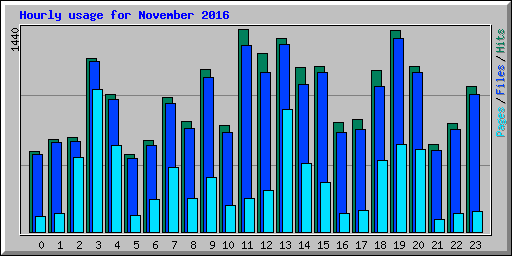 Hourly usage for November 2016
1440
Pages / Files / Hits
0 1 2 3 4 5 6 7 8 9 10 11 12 13 14 15 16 17 18 19 20 21 22 23